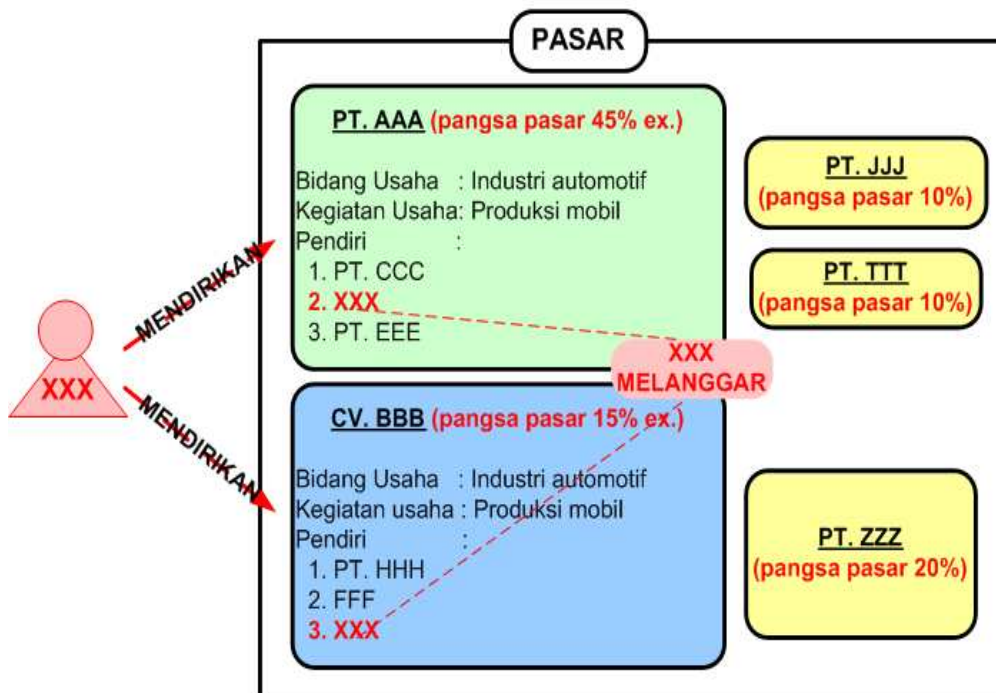 PASAR
PT. AAA (pangsa pasar 45% ex.)
Bidang Usaha : Industri automotif
Kegiatan Usaha: Produksi mobil
Pendiri :
1. PT. CCC
2. XXX
3. PT. EEE
PT. JJJ
(pangsa pasar 10%)
PT. TTT
(pangsa pasar 10%)
MENDIRIKAN
XXX
MENDIRIKAN
XXX
MELANGGAR
CV. BBB (pangsa pasar 15% ex.)
Bidang Usaha : Industri automotif
Kegiatan usaha : Produksi mobil
Pendiri :
1. PT. HHH
2. FFF
3. XXX
PT. ZZZ
(pangsa pasar 20%)